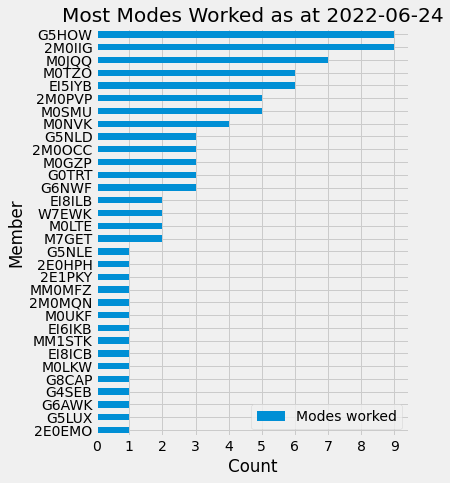 Most Modes Worked as at 2022-06-24
G5HOW
2M0IIG
M0JQQ
M0TZO
EI5IYB
2M0PVP
M0SMU
M0NVK
G5NLD
2M0OCC
M0GZP
G0TRT
G6NWF
EI8ILB
W7EWK
M0LTE
M7GET
G5NLE
2E0HPH
2E1PKY
MM0MFZ
2M0MQN
M0UKF
EI6IKB
MM1STK
EI8ICB
M0LKW
G8CAP
G4SEB
G6AWK
G5LUX
2E0EMO
Member
Modes worked
0 1 2 3 4 5 6 7 8 9
Count